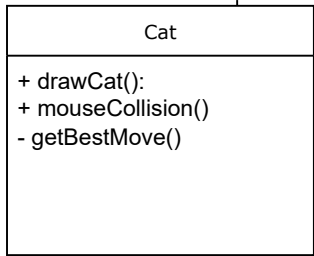 Cat
+ drawCat():
+ mouseCollision()
- getBestMove()